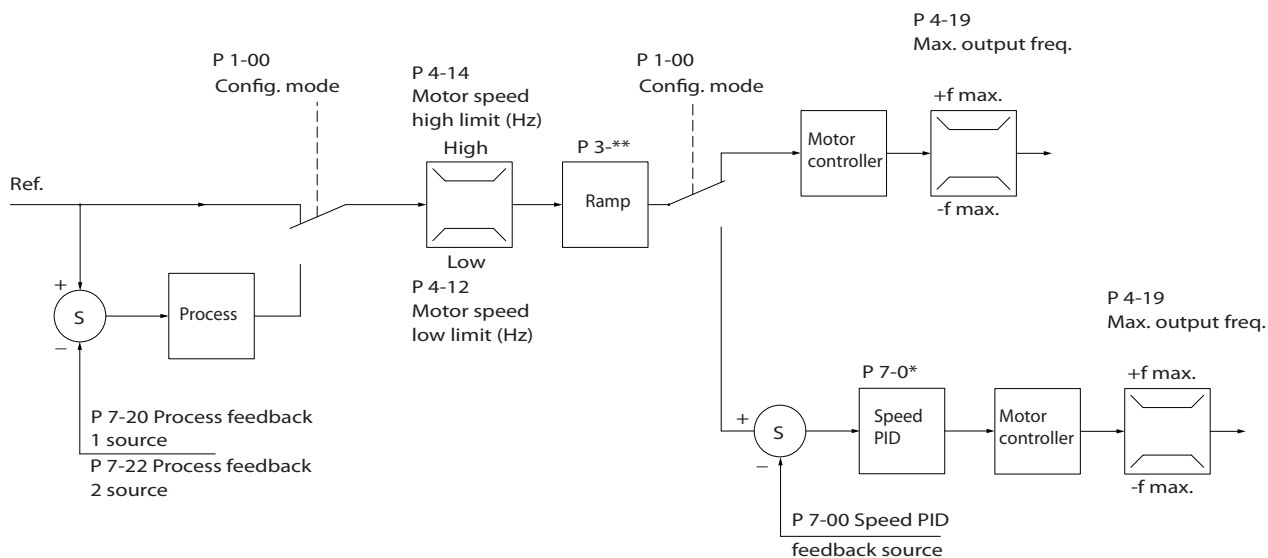 P 4-19
Max. output freq.
P 1-00
Config. mode
P 4-14
Motor speed
high limit (Hz)
High
P 3-**
Ramp
P 1-00
Config. mode
Motor
controller
+f max.
-f max.
Ref.
Low
P 4-12
Motor speed
low limit (Hz)
+
S
−
Process
P 7-20 Process feedback
1 source
P 7-22 Process feedback
2 source
P 4-19
Max. output freq.
P 7-0*
+
S
−
Speed
PID
Motor
controller
+f max.
-f max.
P 7-00 Speed PID
feedback source